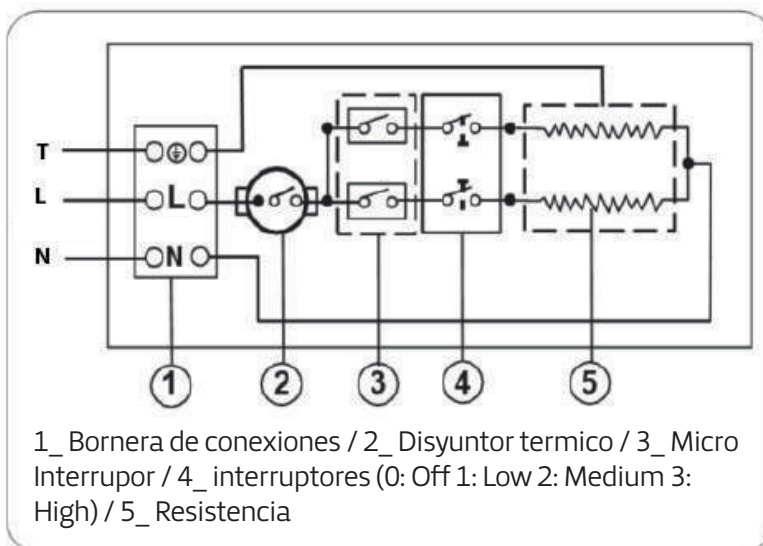 T
L
N
L
N
1
2
3
4
5
1_ Bornera de conexiones / 2_ Disyuntor termico / 3_ Micro
Interrupor / 4_ interruptores (0: Off 1: Low 2: Medium 3:
High) / 5_ Resistencia